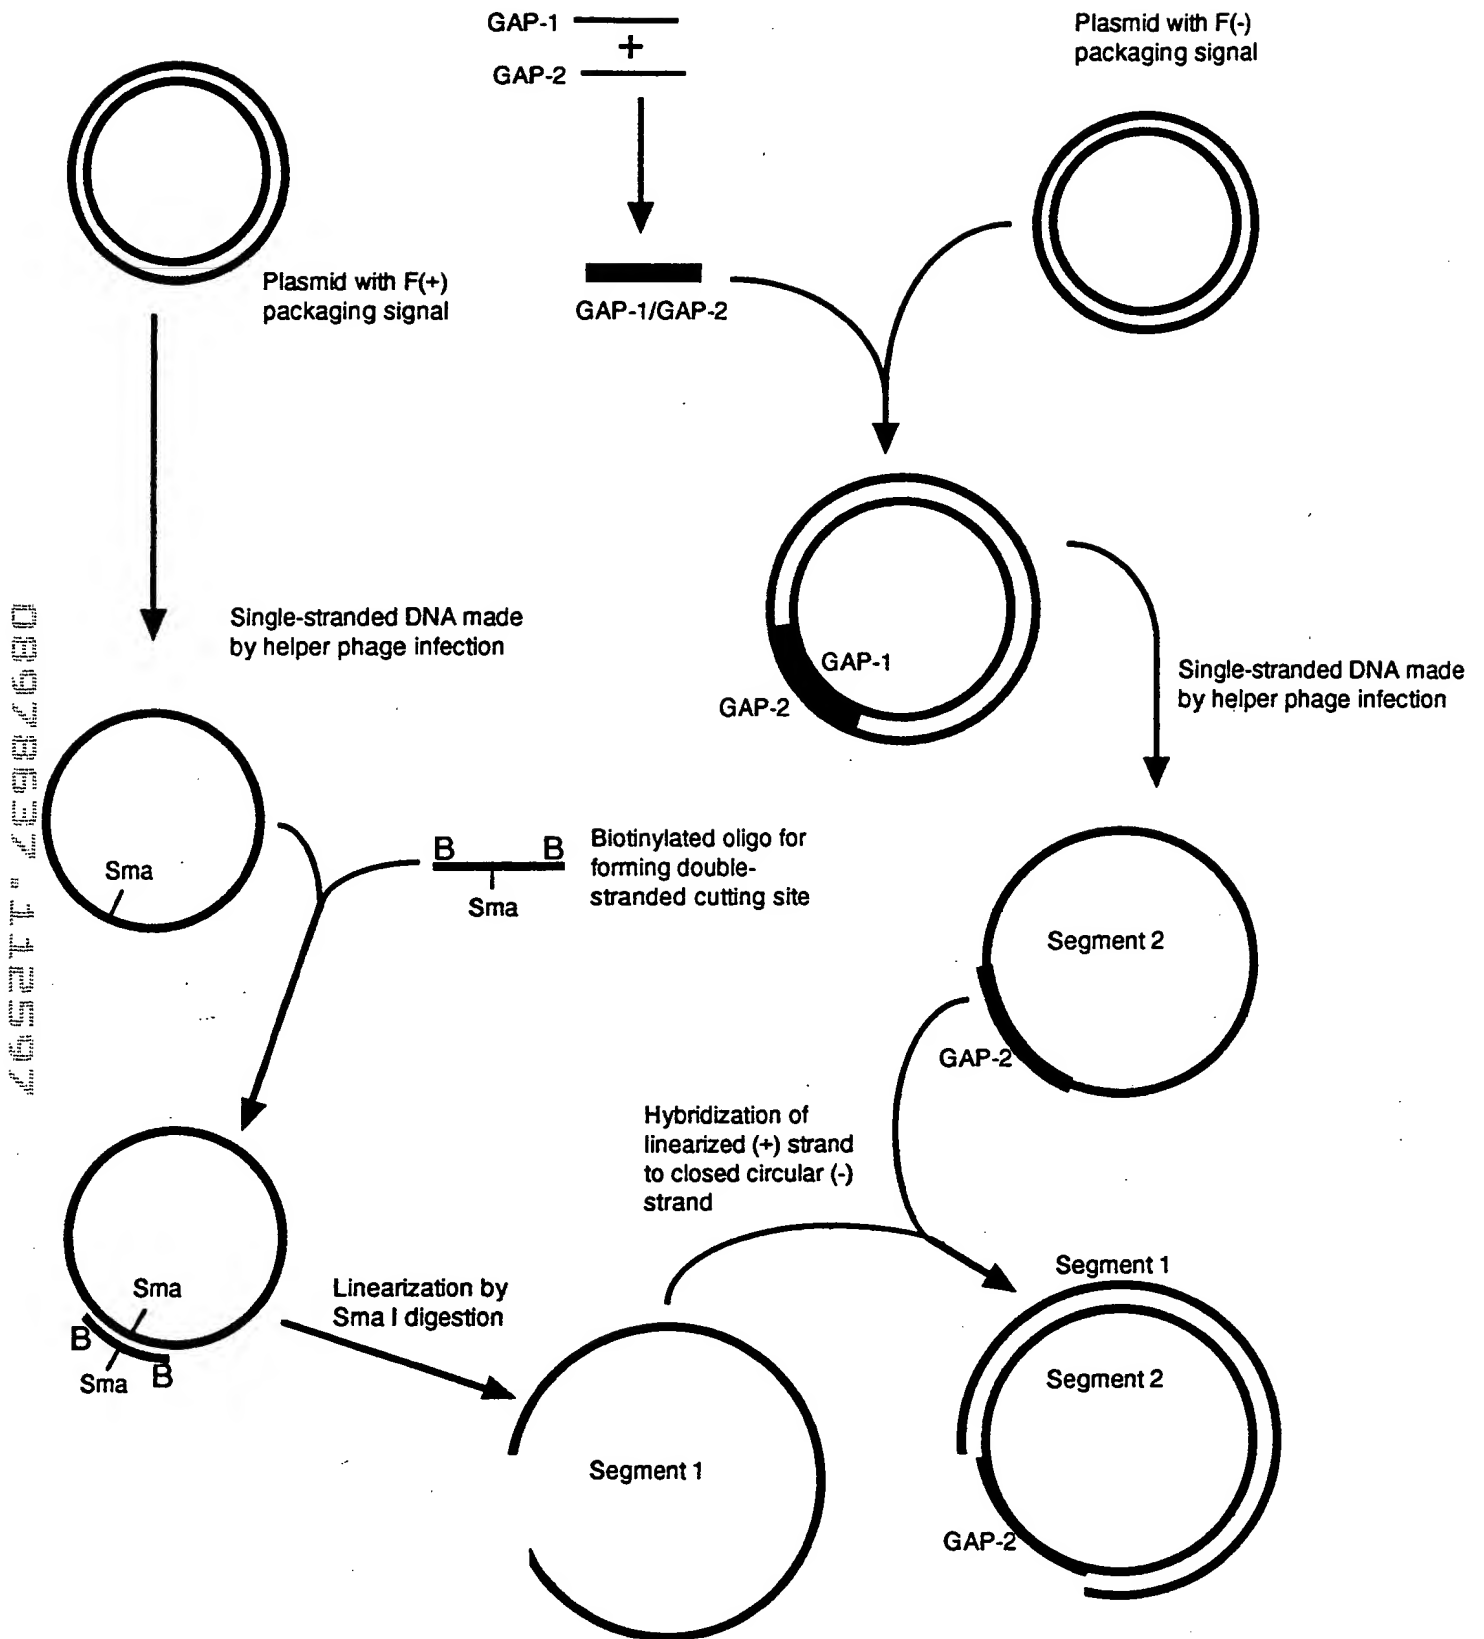 GAP-1
+
GAP-2
Plasmid with F(-)
packaging signal
Plasmid with F(+)
packaging signal
GAP-1/GAP-2
Single-stranded DNA made
by helper phage infection
GAP-1
GAP-2
Single-stranded DNA made
by helper phage infection
Sma
B B
Sma
Biotinylated oligo for
forming double-
stranded cutting site
Segment 2
GAP-2
Hybridization of
linearized (+) strand
to closed circular (-)
strand
Sma
B
Sma
B
Linearization by
Sma I digestion
Segment 1
Segment 1
Segment 2
GAP-2
08978637.112597